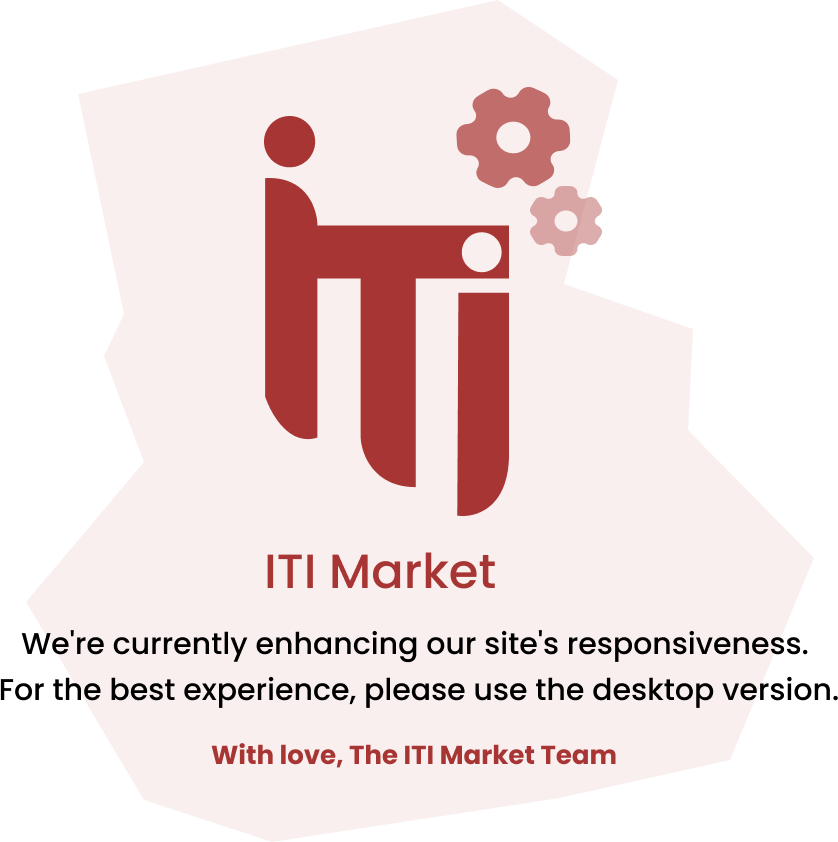 iTi
ITI Market
We're currently enhancing our site's responsiveness.
For the best experience, please use the desktop version.
With love, The ITI Market Team